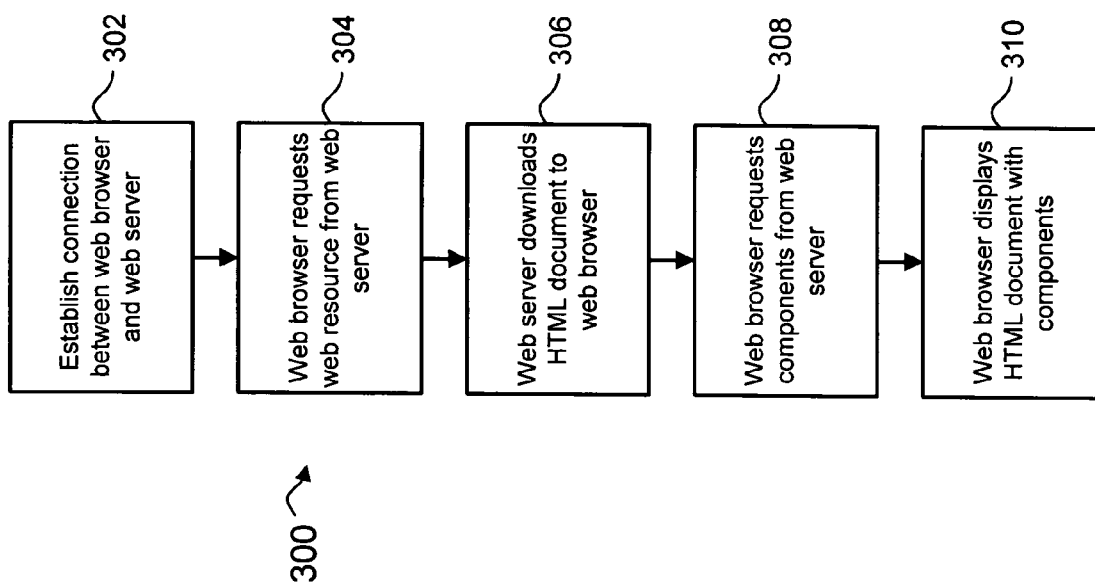 300
302
Establish connection
between web browser
and web server
304
Web browser requests
web resource from web
server
306
Web server downloads
HTML document to
web browser
308
Web browser requests
components from web
server
310
Web browser displays
HTML document with
components